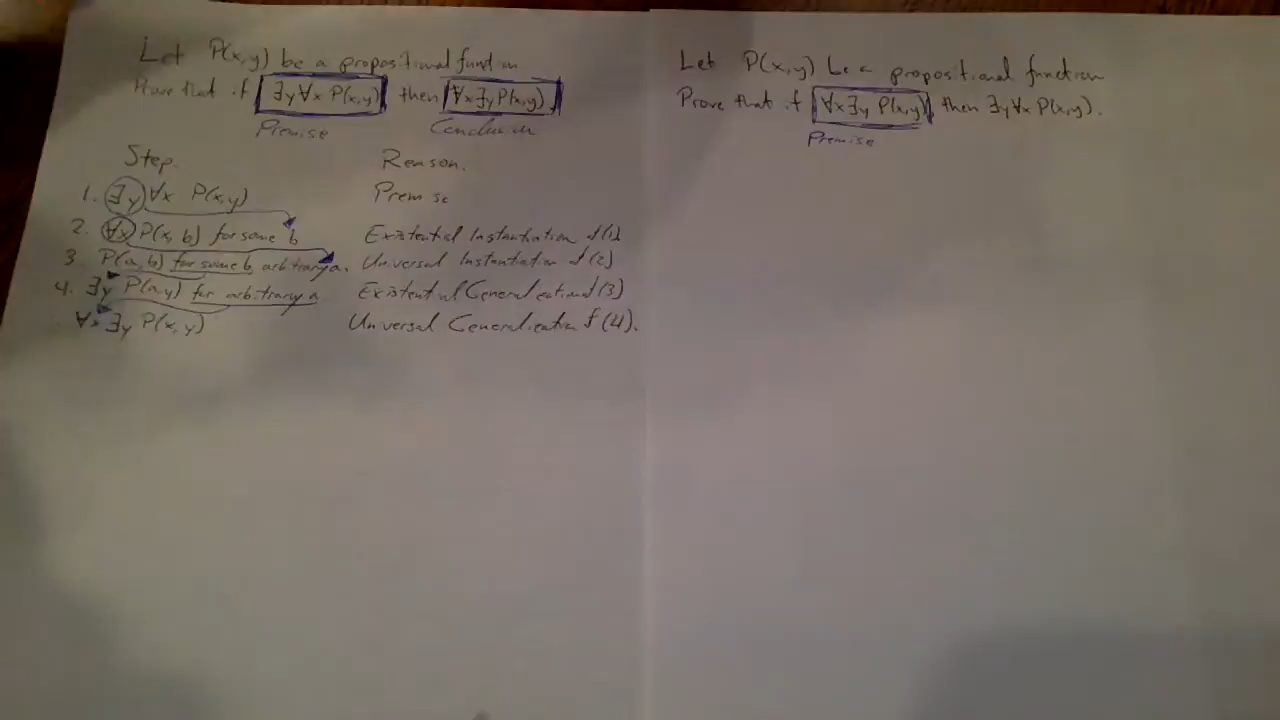 Let P(x,y) be a propositional function
Prove that if ∃y∀x P(x,y) then ∀x∃y P(x,y)
Premise Conclusion
Step. Reason.
1. ∃y ∀x P(x,y) Premise
2. ∀x P(x,b) for some b Existential Instantiation of (1)
3. P(a,b) for some b, arbitrary a. Universal Instantiation of (2)
4. ∃y P(a,y) for arbitrary a Existential Generalization of (3)
∀x ∃y P(x,y) Universal Generalization of (4).
Let P(x,y) be a propositional function
Prove that if ∀x∃y P(x,y) then ∃y∀x P(x,y).
Premise